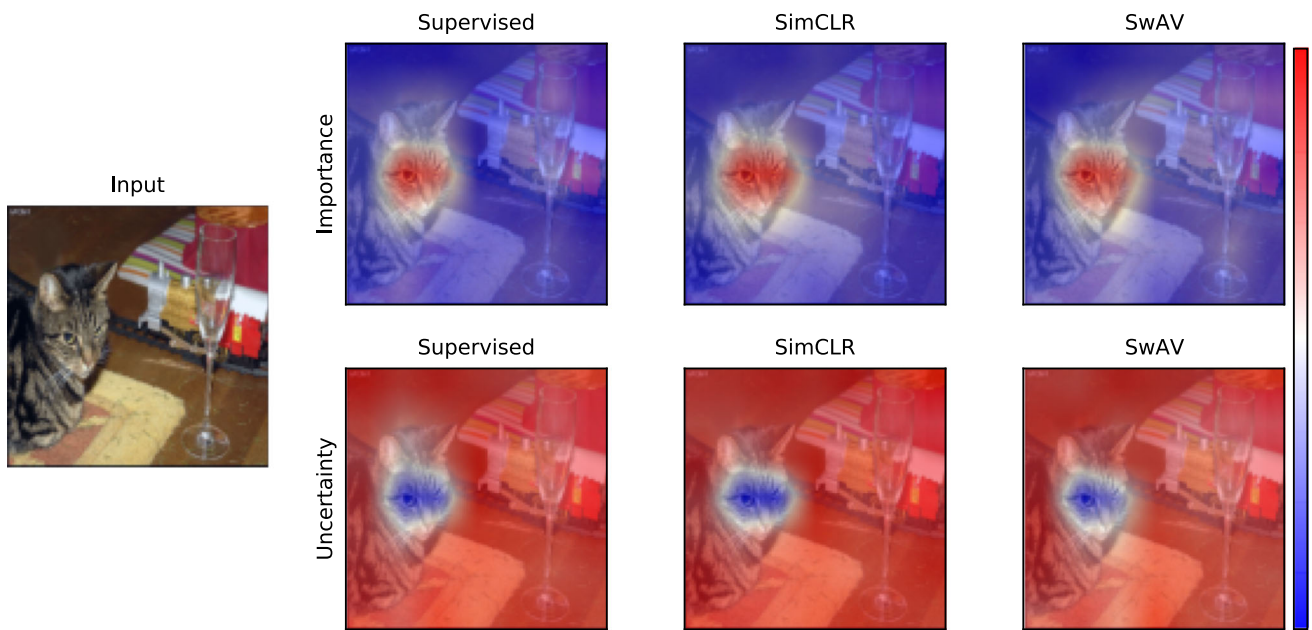 Supervised
SimCLR
SwAV
Importance
Input
Supervised
SimCLR
SwAV
Uncertainty